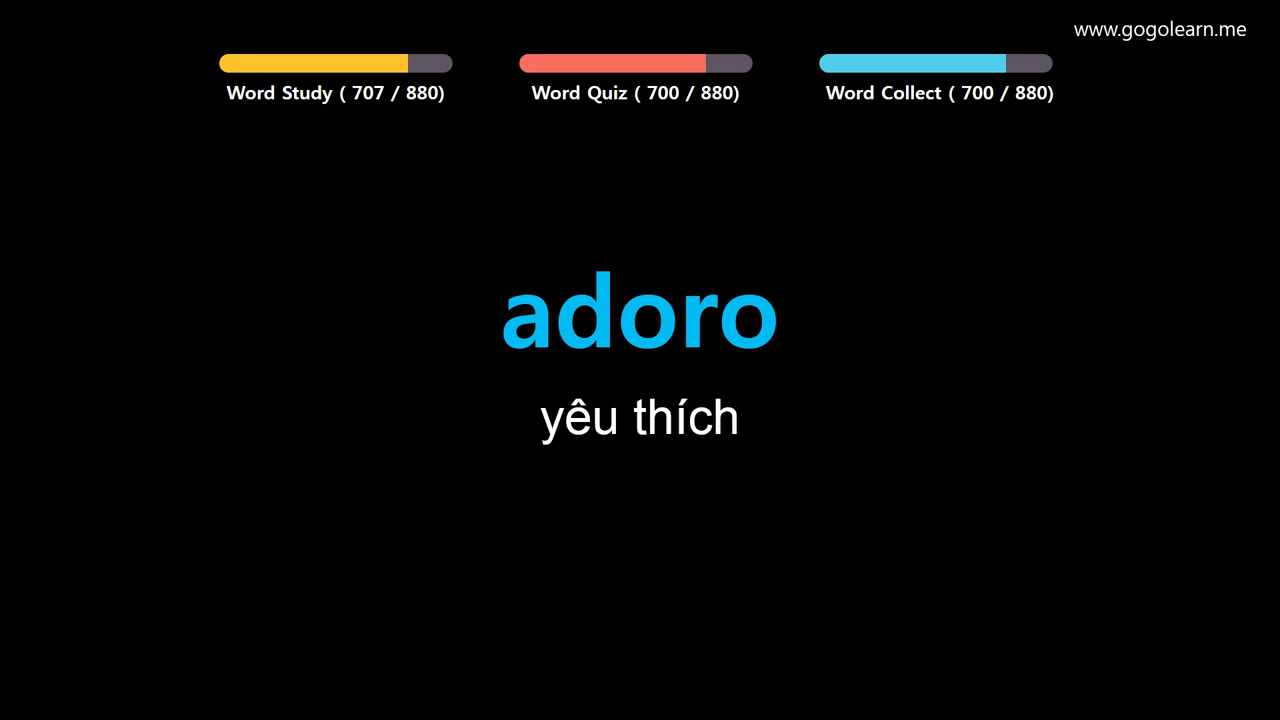 www.gogolearn.me
Word Study ( 707 / 880)
Word Quiz ( 700 / 880)
Word Collect ( 700 / 880)
adoro
yêu thích